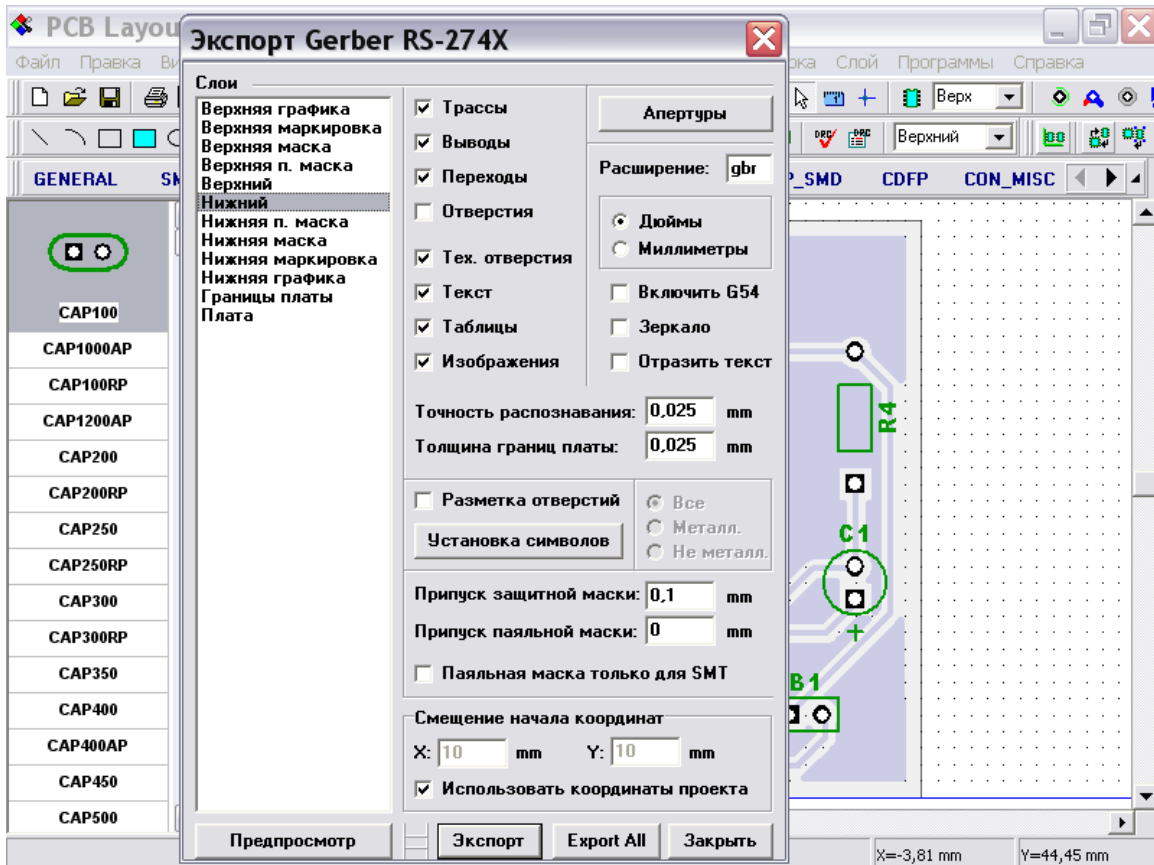 PCB Layou
Экспорт Gerber RS-274X
Файл Правка Ви
рка Слой Программы Справка
Верх
DRC DRC Верхний
GENERAL
P_SMD CDFP CON_MISC
CAP100
CAP1000AP
CAP100RP
CAP1200AP
CAP200
CAP200RP
CAP250
CAP250RP
CAP300
CAP300RP
CAP350
CAP400
CAP400AP
CAP450
CAP500
Слои
Верхняя графика
Верхняя маркировка
Верхняя маска
Верхняя п. маска
Верхний
Нижний
Нижняя п. маска
Нижняя маска
Нижняя маркировка
Нижняя графика
Границы платы
Плата
Трассы
Выводы
Переходы
Отверстия
Тех. отверстия
Текст
Таблицы
Изображения
Апертуры
Расширение: gbr
Дюймы
Миллиметры
Включить G54
Зеркало
Отразить текст
Точность распознавания: 0,025 mm
Толщина границ платы: 0,025 mm
Разметка отверстий
Установка символов
Все
Металл.
Не металл.
Припуск защитной маски: 0,1 mm
Припуск паяльной маски: 0 mm
Паяльная маска только для SMT
Смещение начала координат
X: 10 mm Y: 10 mm
Использовать координаты проекта
Предпросмотр Экспорт Export All Закрыть
R4
C1
+
B1
X=-3,81 mm Y=44,45 mm